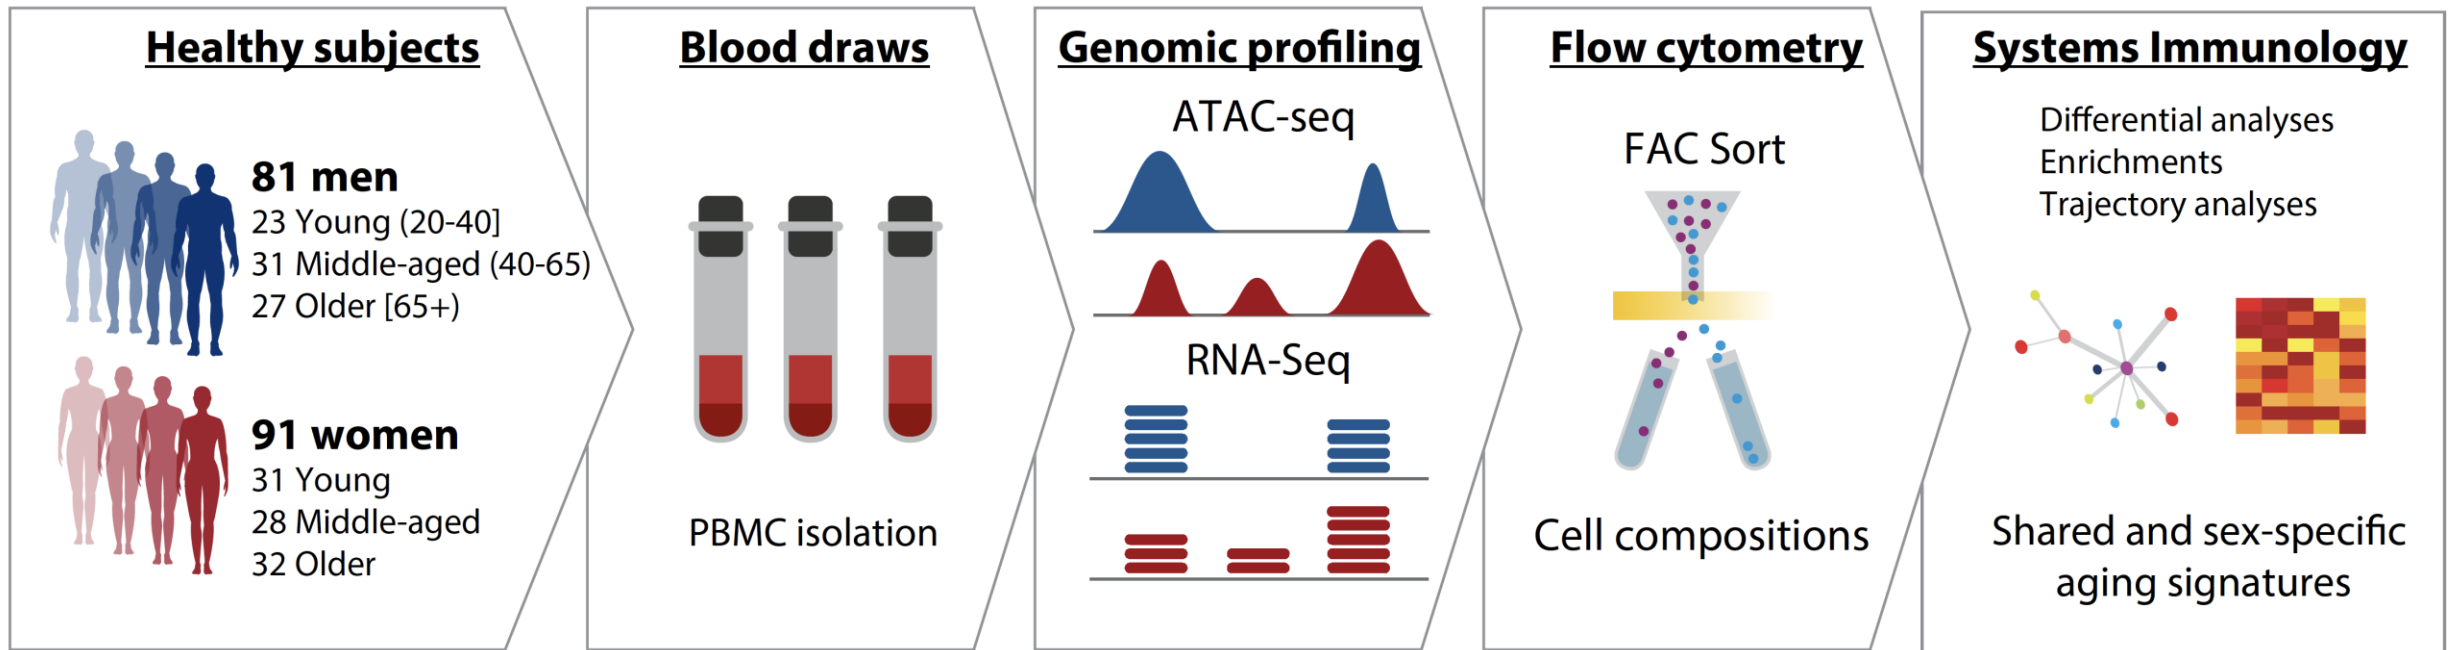 Healthy subjects
81 men
23 Young (20-40]
31 Middle-aged (40-65)
27 Older [65+)
91 women
31 Young
28 Middle-aged
32 Older
Blood draws
PBMC isolation
Genomic profiling
ATAC-seq
RNA-Seq
Flow cytometry
FAC Sort
Cell compositions
Systems Immunology
Differential analyses
Enrichments
Trajectory analyses
Shared and sex-specific
aging signatures